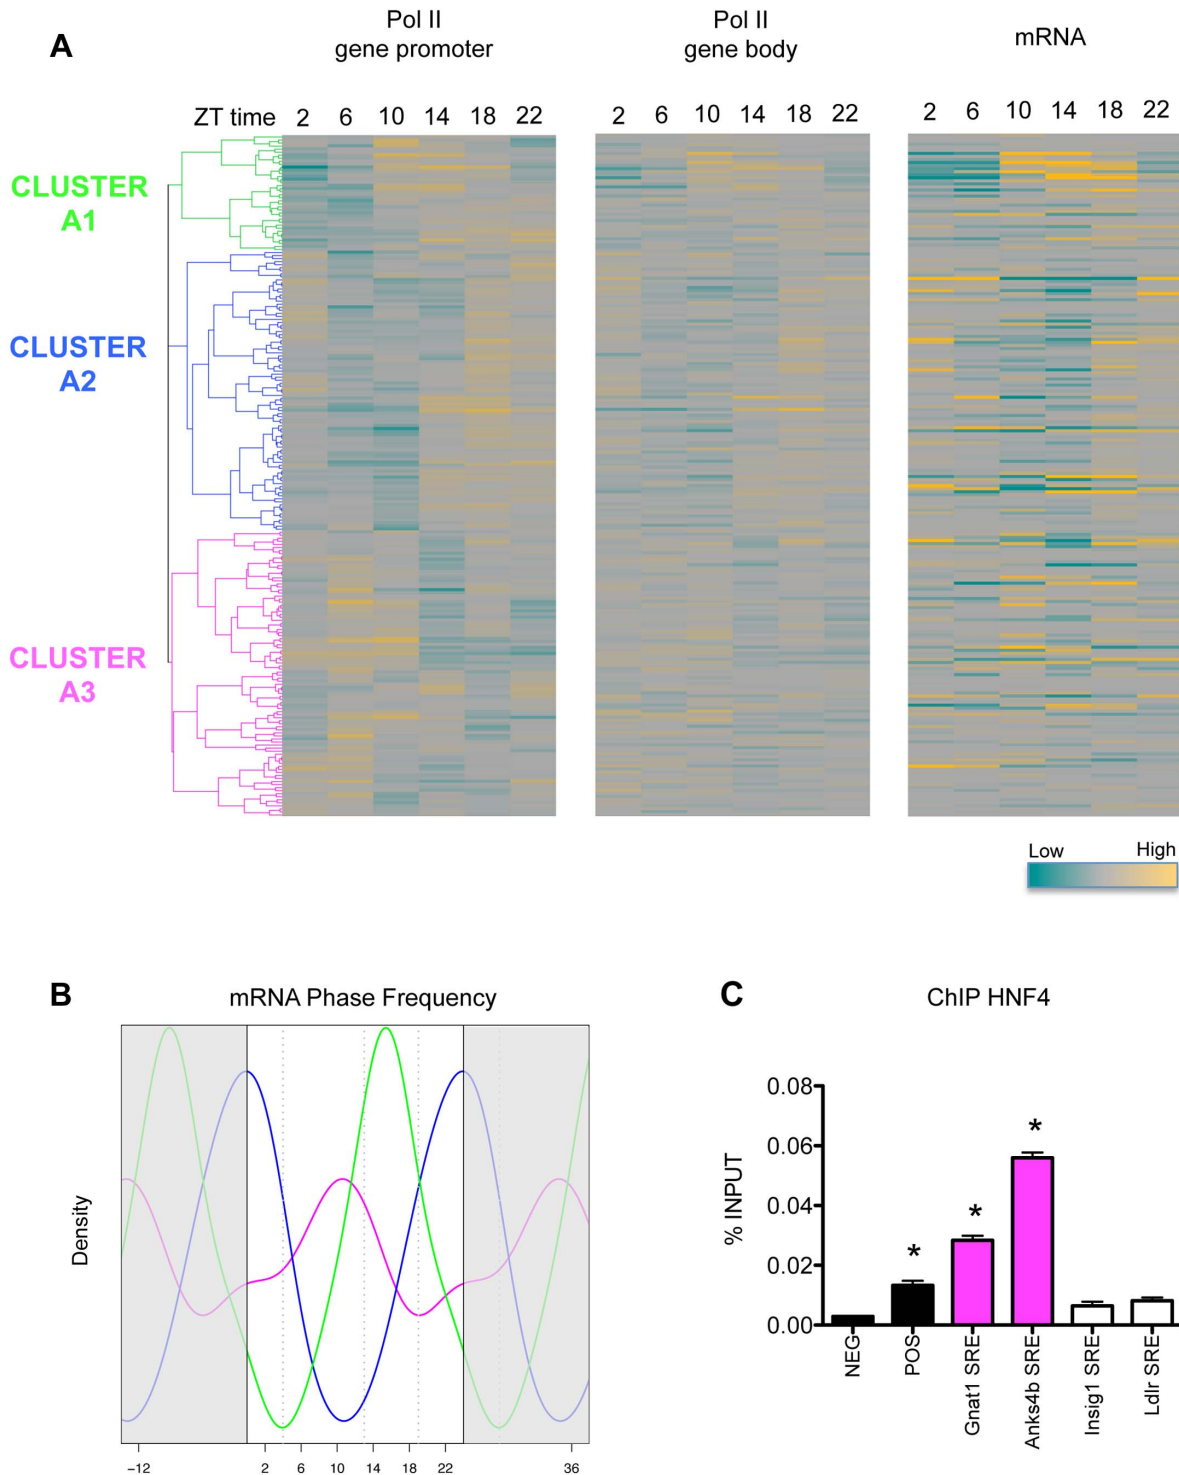 A
Pol II
gene promoter
Pol II
gene body
mRNA
ZT time 2 6 10 14 18 22
2 6 10 14 18 22
2 6 10 14 18 22
CLUSTER
A1
CLUSTER
A2
CLUSTER
A3
Low High
B
mRNA Phase Frequency
Density
−12 2 6 10 14 18 22 36
C
ChIP HNF4
% INPUT
0.08
0.06
0.04
0.02
0.00
* * *
NEG
POS
Gnat1 SRE
Anks4b SRE
Insig1 SRE
Ldlr SRE